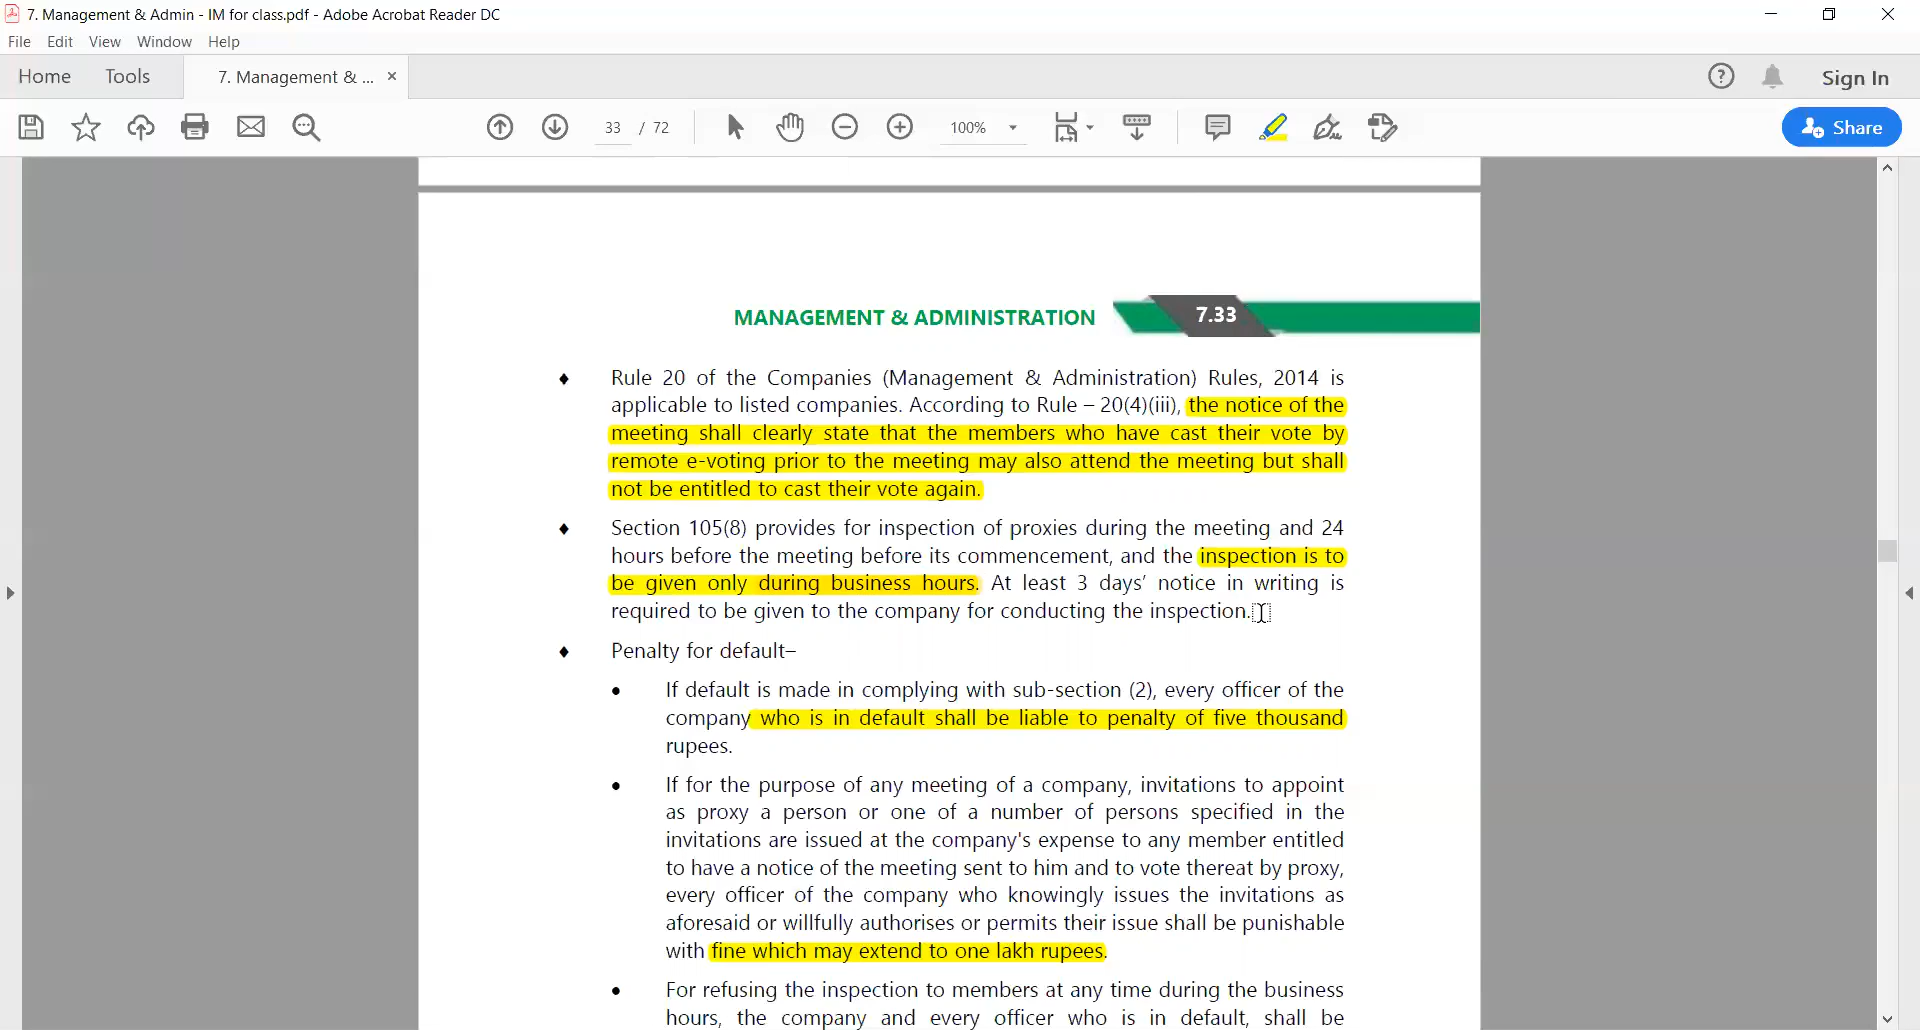 7. Management & Admin - IM for class.pdf - Adobe Acrobat Reader DC
File Edit View Window Help
Home Tools 7. Management & ... × Sign In
33 / 72 100% Share
MANAGEMENT & ADMINISTRATION 7.33
♦ Rule 20 of the Companies (Management & Administration) Rules, 2014 is
applicable to listed companies. According to Rule – 20(4)(iii), the notice of the
meeting shall clearly state that the members who have cast their vote by
remote e-voting prior to the meeting may also attend the meeting but shall
not be entitled to cast their vote again.
♦ Section 105(8) provides for inspection of proxies during the meeting and 24
hours before the meeting before its commencement, and the inspection is to
be given only during business hours. At least 3 days’ notice in writing is
required to be given to the company for conducting the inspection.
♦ Penalty for default–
• If default is made in complying with sub-section (2), every officer of the
company who is in default shall be liable to penalty of five thousand
rupees.
• If for the purpose of any meeting of a company, invitations to appoint
as proxy a person or one of a number of persons specified in the
invitations are issued at the company's expense to any member entitled
to have a notice of the meeting sent to him and to vote thereat by proxy,
every officer of the company who knowingly issues the invitations as
aforesaid or willfully authorises or permits their issue shall be punishable
with fine which may extend to one lakh rupees.
• For refusing the inspection to members at any time during the business
hours, the company and every officer who is in default, shall be